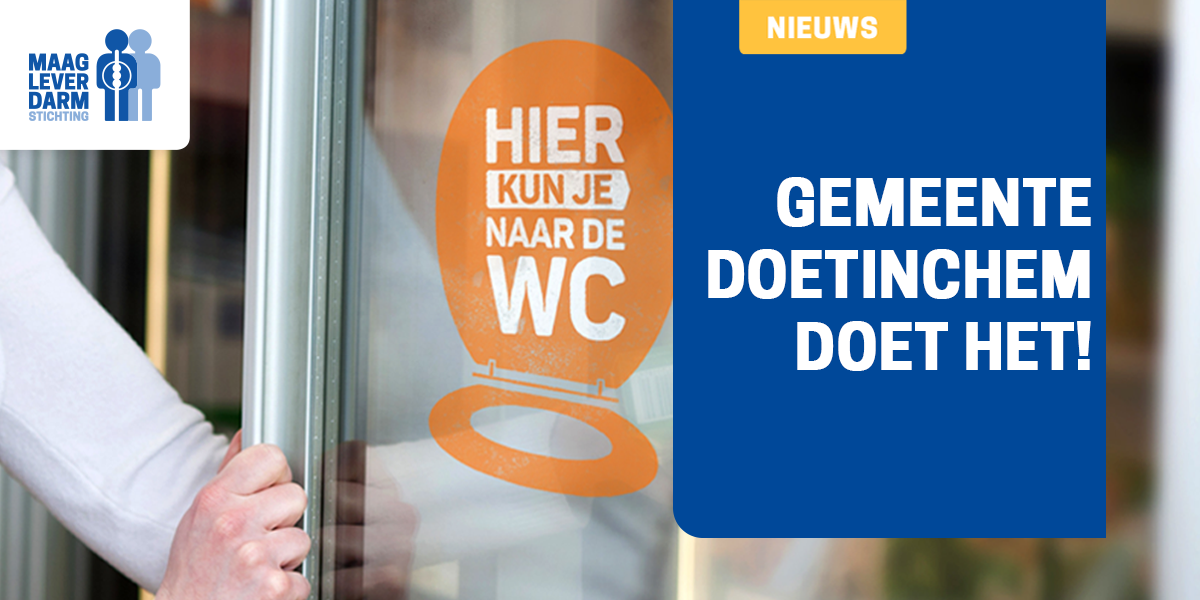 MAAG
LEVER
DARM
STICHTING
HIER
KUN JE
NAAR DE
WC
NIEUWS
GEMEENTE
DOETINCHEM
DOET HET!